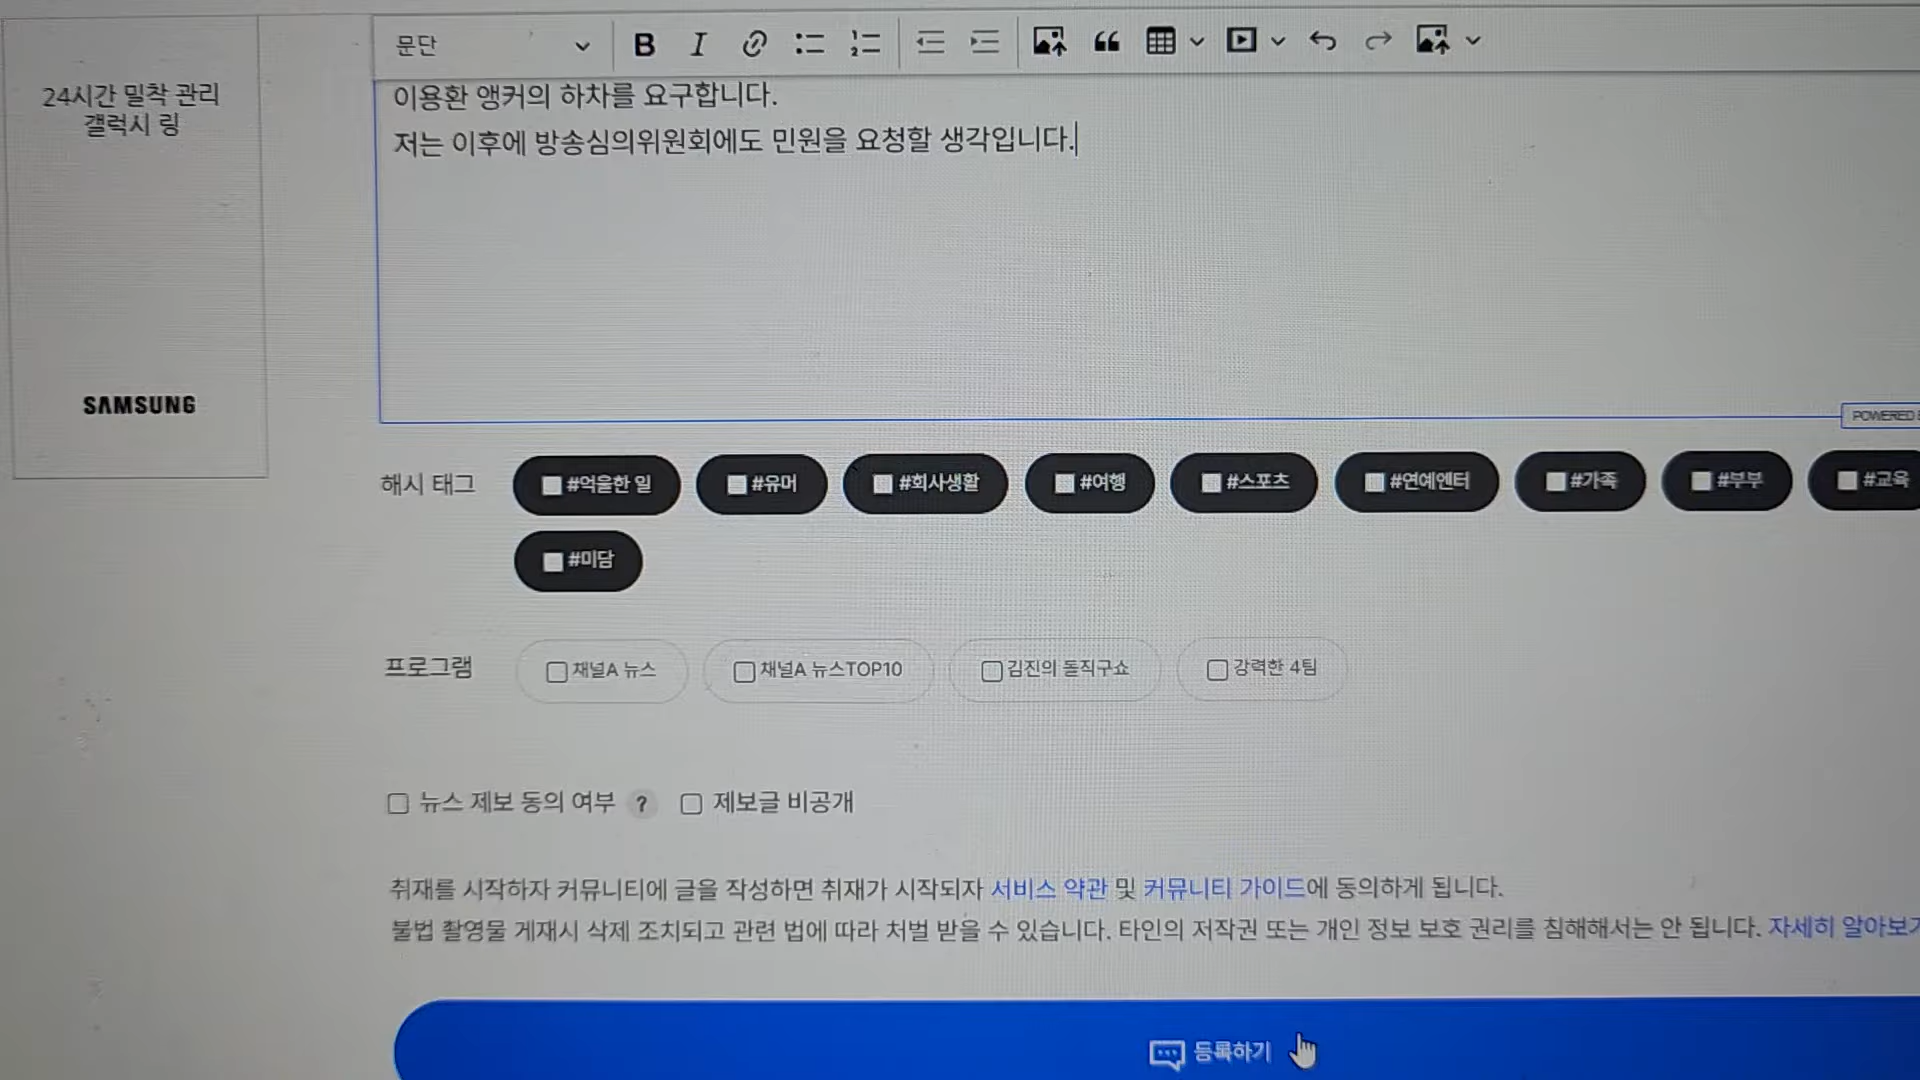 문단
24시간 밀착 관리
갤럭시 링
SAMSUNG
이용환 앵커의 하차를 요구합니다.
저는 이후에 방송심의위원회에도 민원을 요청할 생각입니다.
POWERED
해시 태그 #억울한 일 #유머 #회사생활 #여행 #스포츠 #연예엔터 #가족 #부부 #교육
#미담
프로그램 채널A 뉴스 채널A 뉴스TOP10 김진의 돌직구쇼 강력한 4팀
뉴스 제보 동의 여부 ? 제보글 비공개
취재를 시작하자 커뮤니티에 글을 작성하면 취재가 시작되자 서비스 약관 및 커뮤니티 가이드에 동의하게 됩니다.
불법 촬영물 게재시 삭제 조치되고 관련 법에 따라 처벌 받을 수 있습니다. 타인의 저작권 또는 개인 정보 보호 권리를 침해해서는 안 됩니다. 자세히 알아보기
등록하기